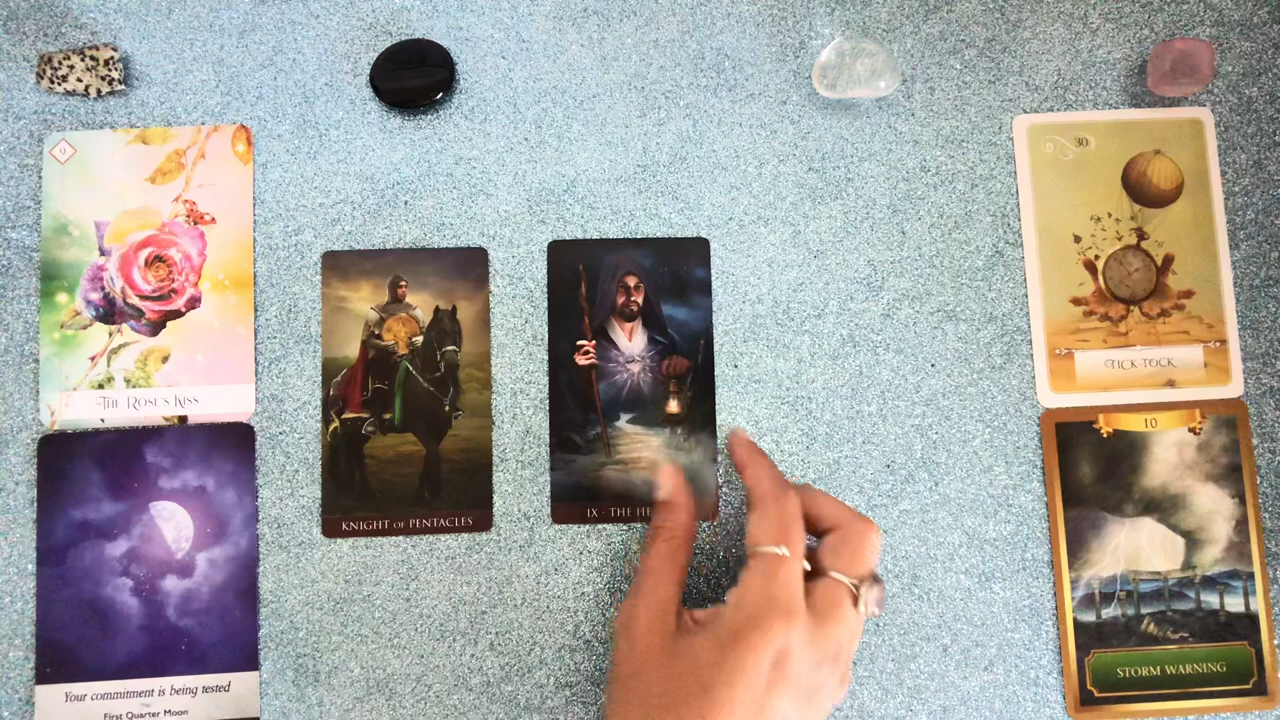 9
THE ROSE'S KISS
Your commitment is being tested
First Quarter Moon
KNIGHT OF PENTACLES
IX - THE
30
TICK-TOCK
10
STORM WARNING